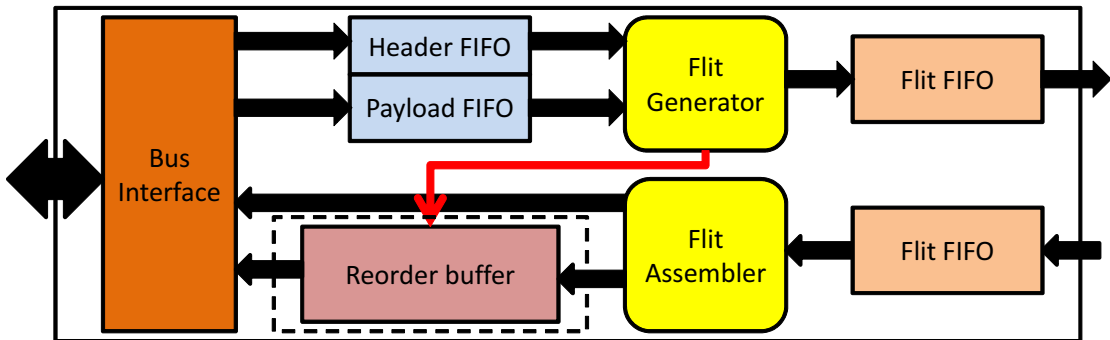 Header FIFO
Payload FIFO
Flit
Generator
Flit FIFO
Bus
Interface
Reorder buffer
Flit
Assembler
Flit FIFO